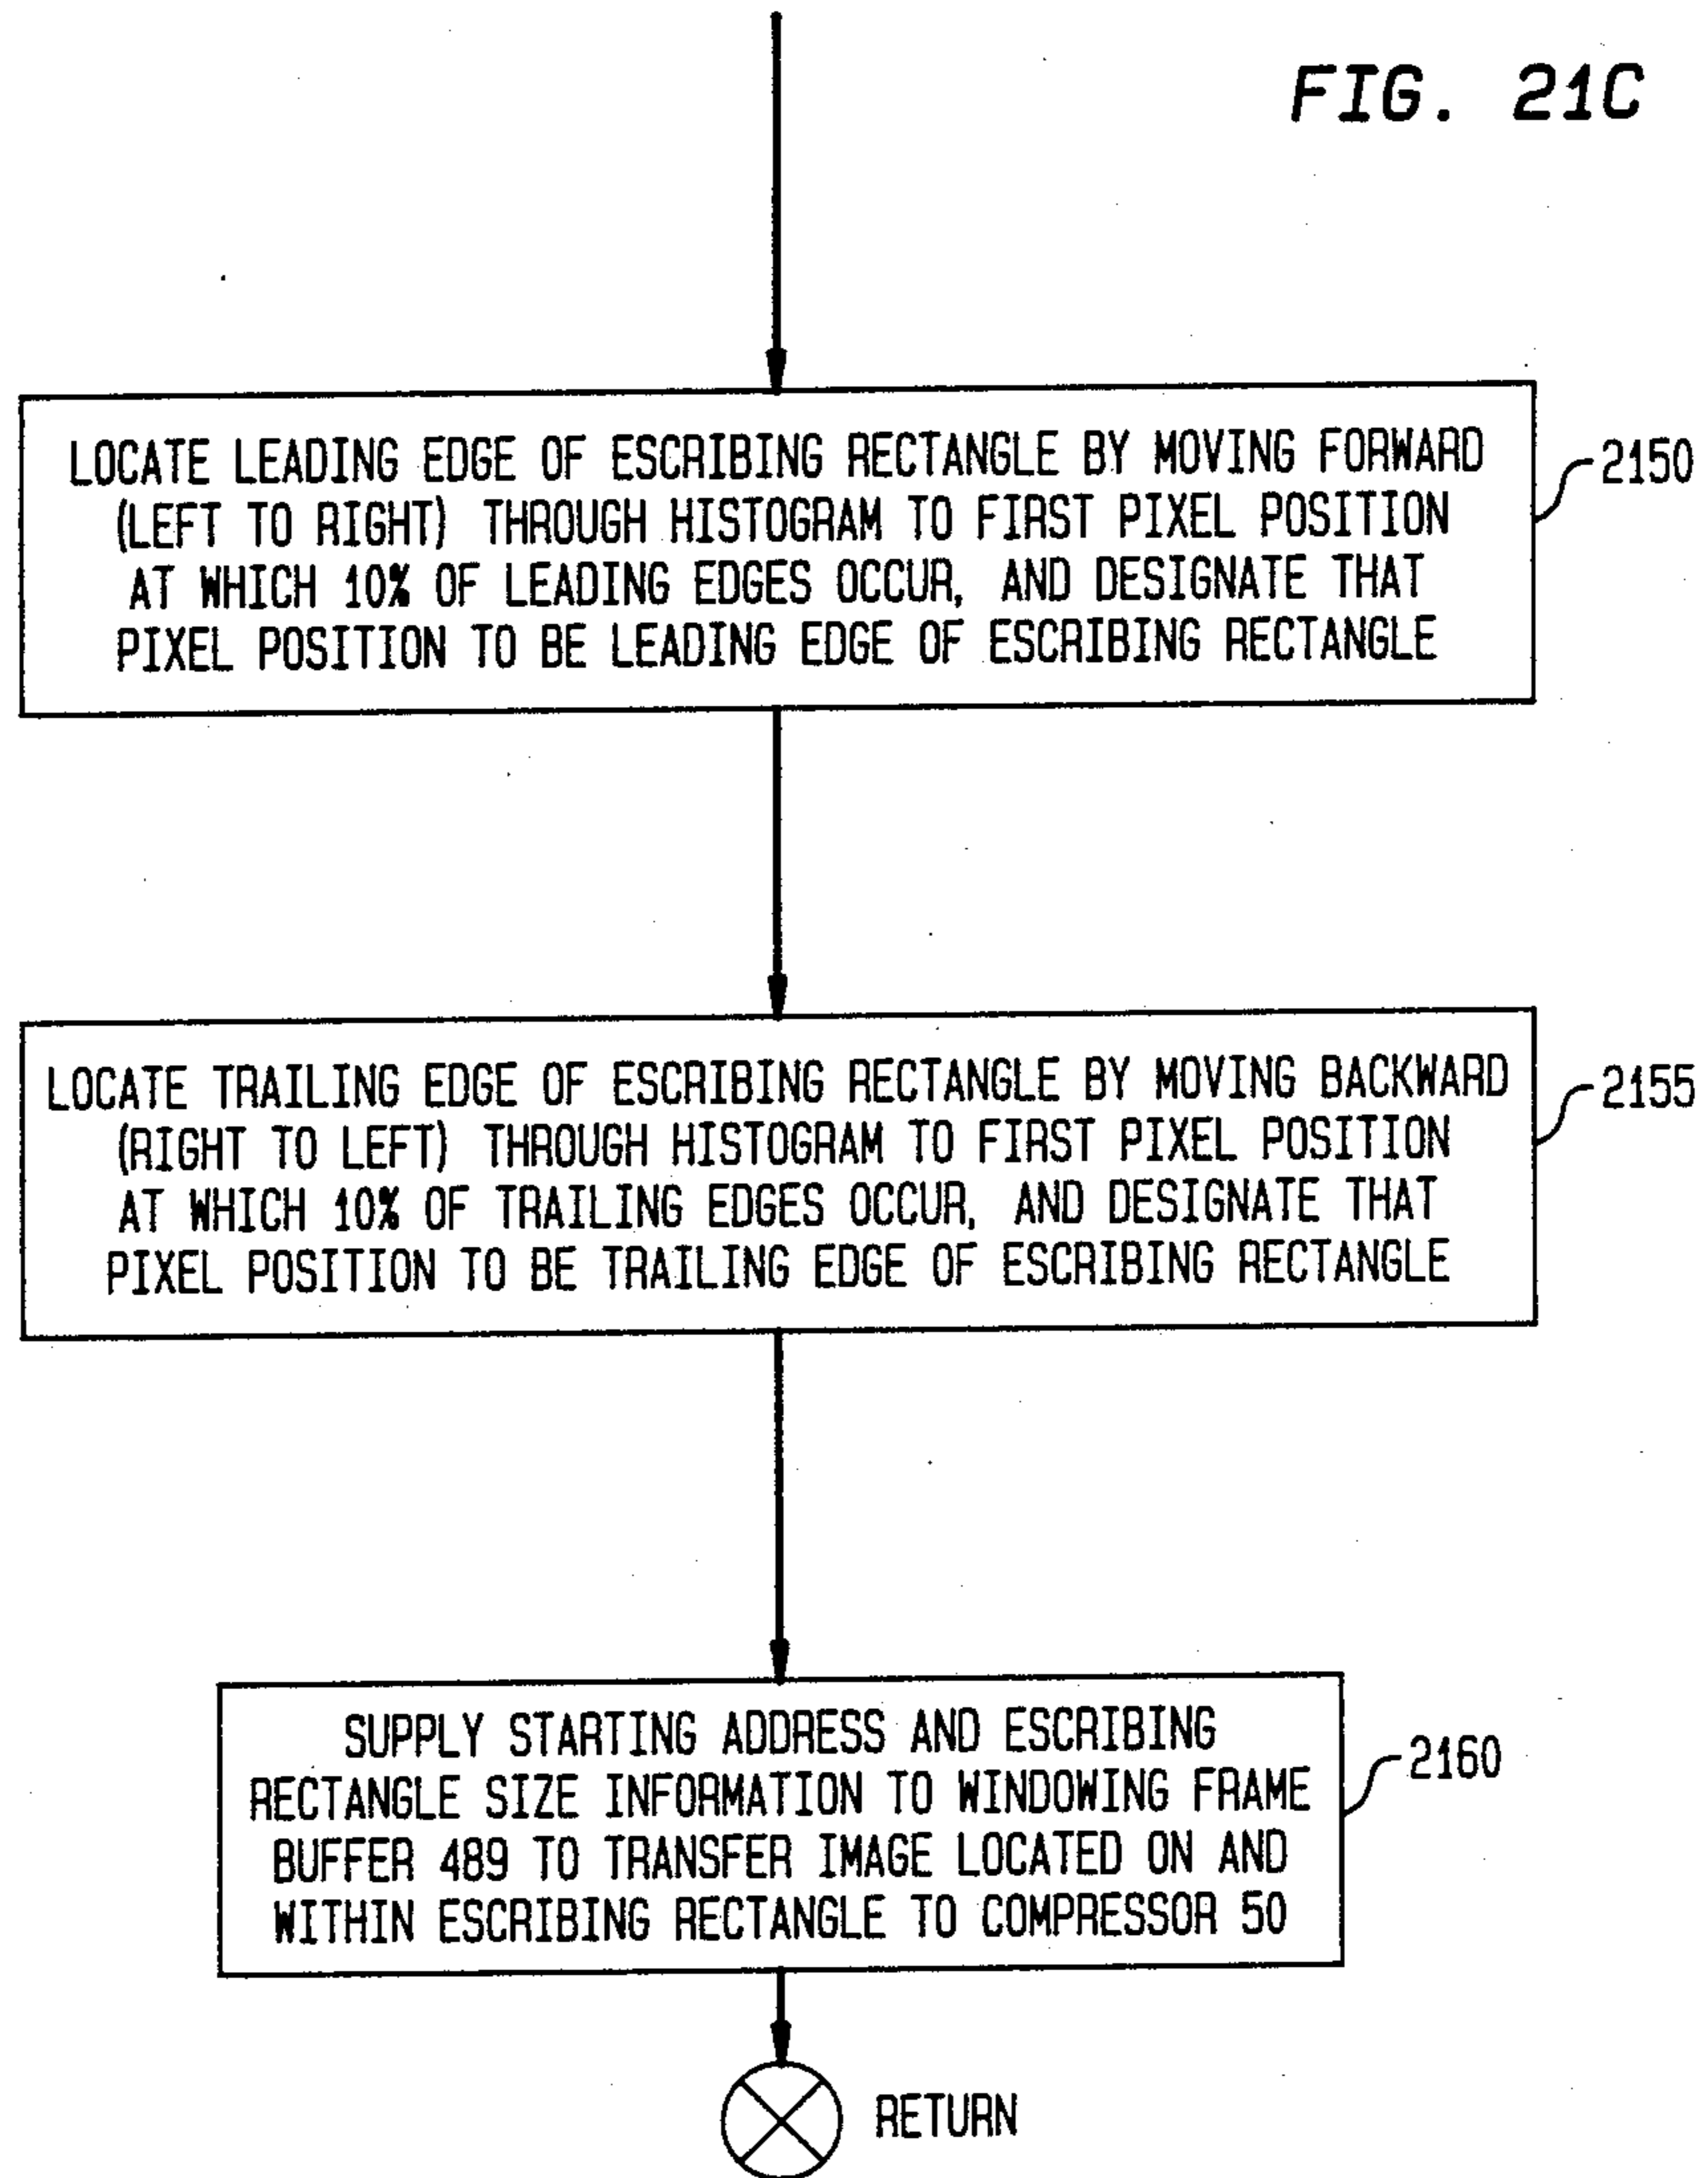 FIG. 21C
LOCATE LEADING EDGE OF ESCRIBING RECTANGLE BY MOVING FORWARD
(LEFT TO RIGHT) THROUGH HISTOGRAM TO FIRST PIXEL POSITION
AT WHICH 10% OF LEADING EDGES OCCUR, AND DESIGNATE THAT
PIXEL POSITION TO BE LEADING EDGE OF ESCRIBING RECTANGLE
2150
LOCATE TRAILING EDGE OF ESCRIBING RECTANGLE BY MOVING BACKWARD
(RIGHT TO LEFT) THROUGH HISTOGRAM TO FIRST PIXEL POSITION
AT WHICH 10% OF TRAILING EDGES OCCUR, AND DESIGNATE THAT
PIXEL POSITION TO BE TRAILING EDGE OF ESCRIBING RECTANGLE
2155
SUPPLY STARTING ADDRESS AND ESCRIBING
RECTANGLE SIZE INFORMATION TO WINDOWING FRAME
BUFFER 489 TO TRANSFER IMAGE LOCATED ON AND
WITHIN ESCRIBING RECTANGLE TO COMPRESSOR 50
2160
RETURN